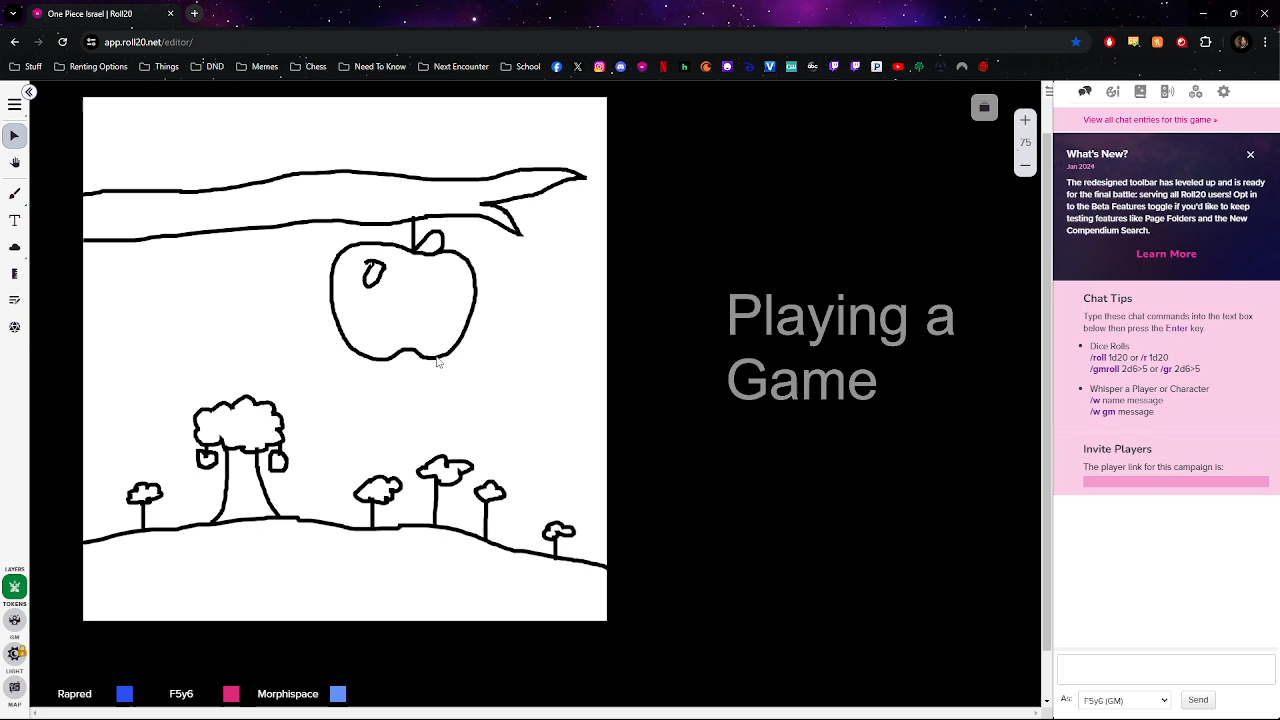 One Piece Israel | Roll20
app.roll20.net/editor/
Stuff
Renting Options
Things
DND
Memes
Chess
Need To Know
Next Encounter
School
View all chat entries for this game »
75
What's New?
Jan 2024
The redesigned toolbar has leveled up and is ready
for the final battle: serving all Roll20 users! Opt in
to the Beta Features toggle if you'd like to keep
testing features like Page Folders and the New
Compendium Search.
Learn More
Chat Tips
Type these chat commands into the text box
below then press the Enter key.
Dice Rolls
/roll 1d20 or /r 1d20
/gmroll 2d6>5 or /gr 2d6>5
Whisper a Player or Character
/w name message
/w gm message
Invite Players
The player link for this campaign is:
Playing a
Game
LAYERS
TOKENS
GM
LIGHT
MAP
Rapred
F5y6
Morphispace
As:
F5y6 (GM)
Send